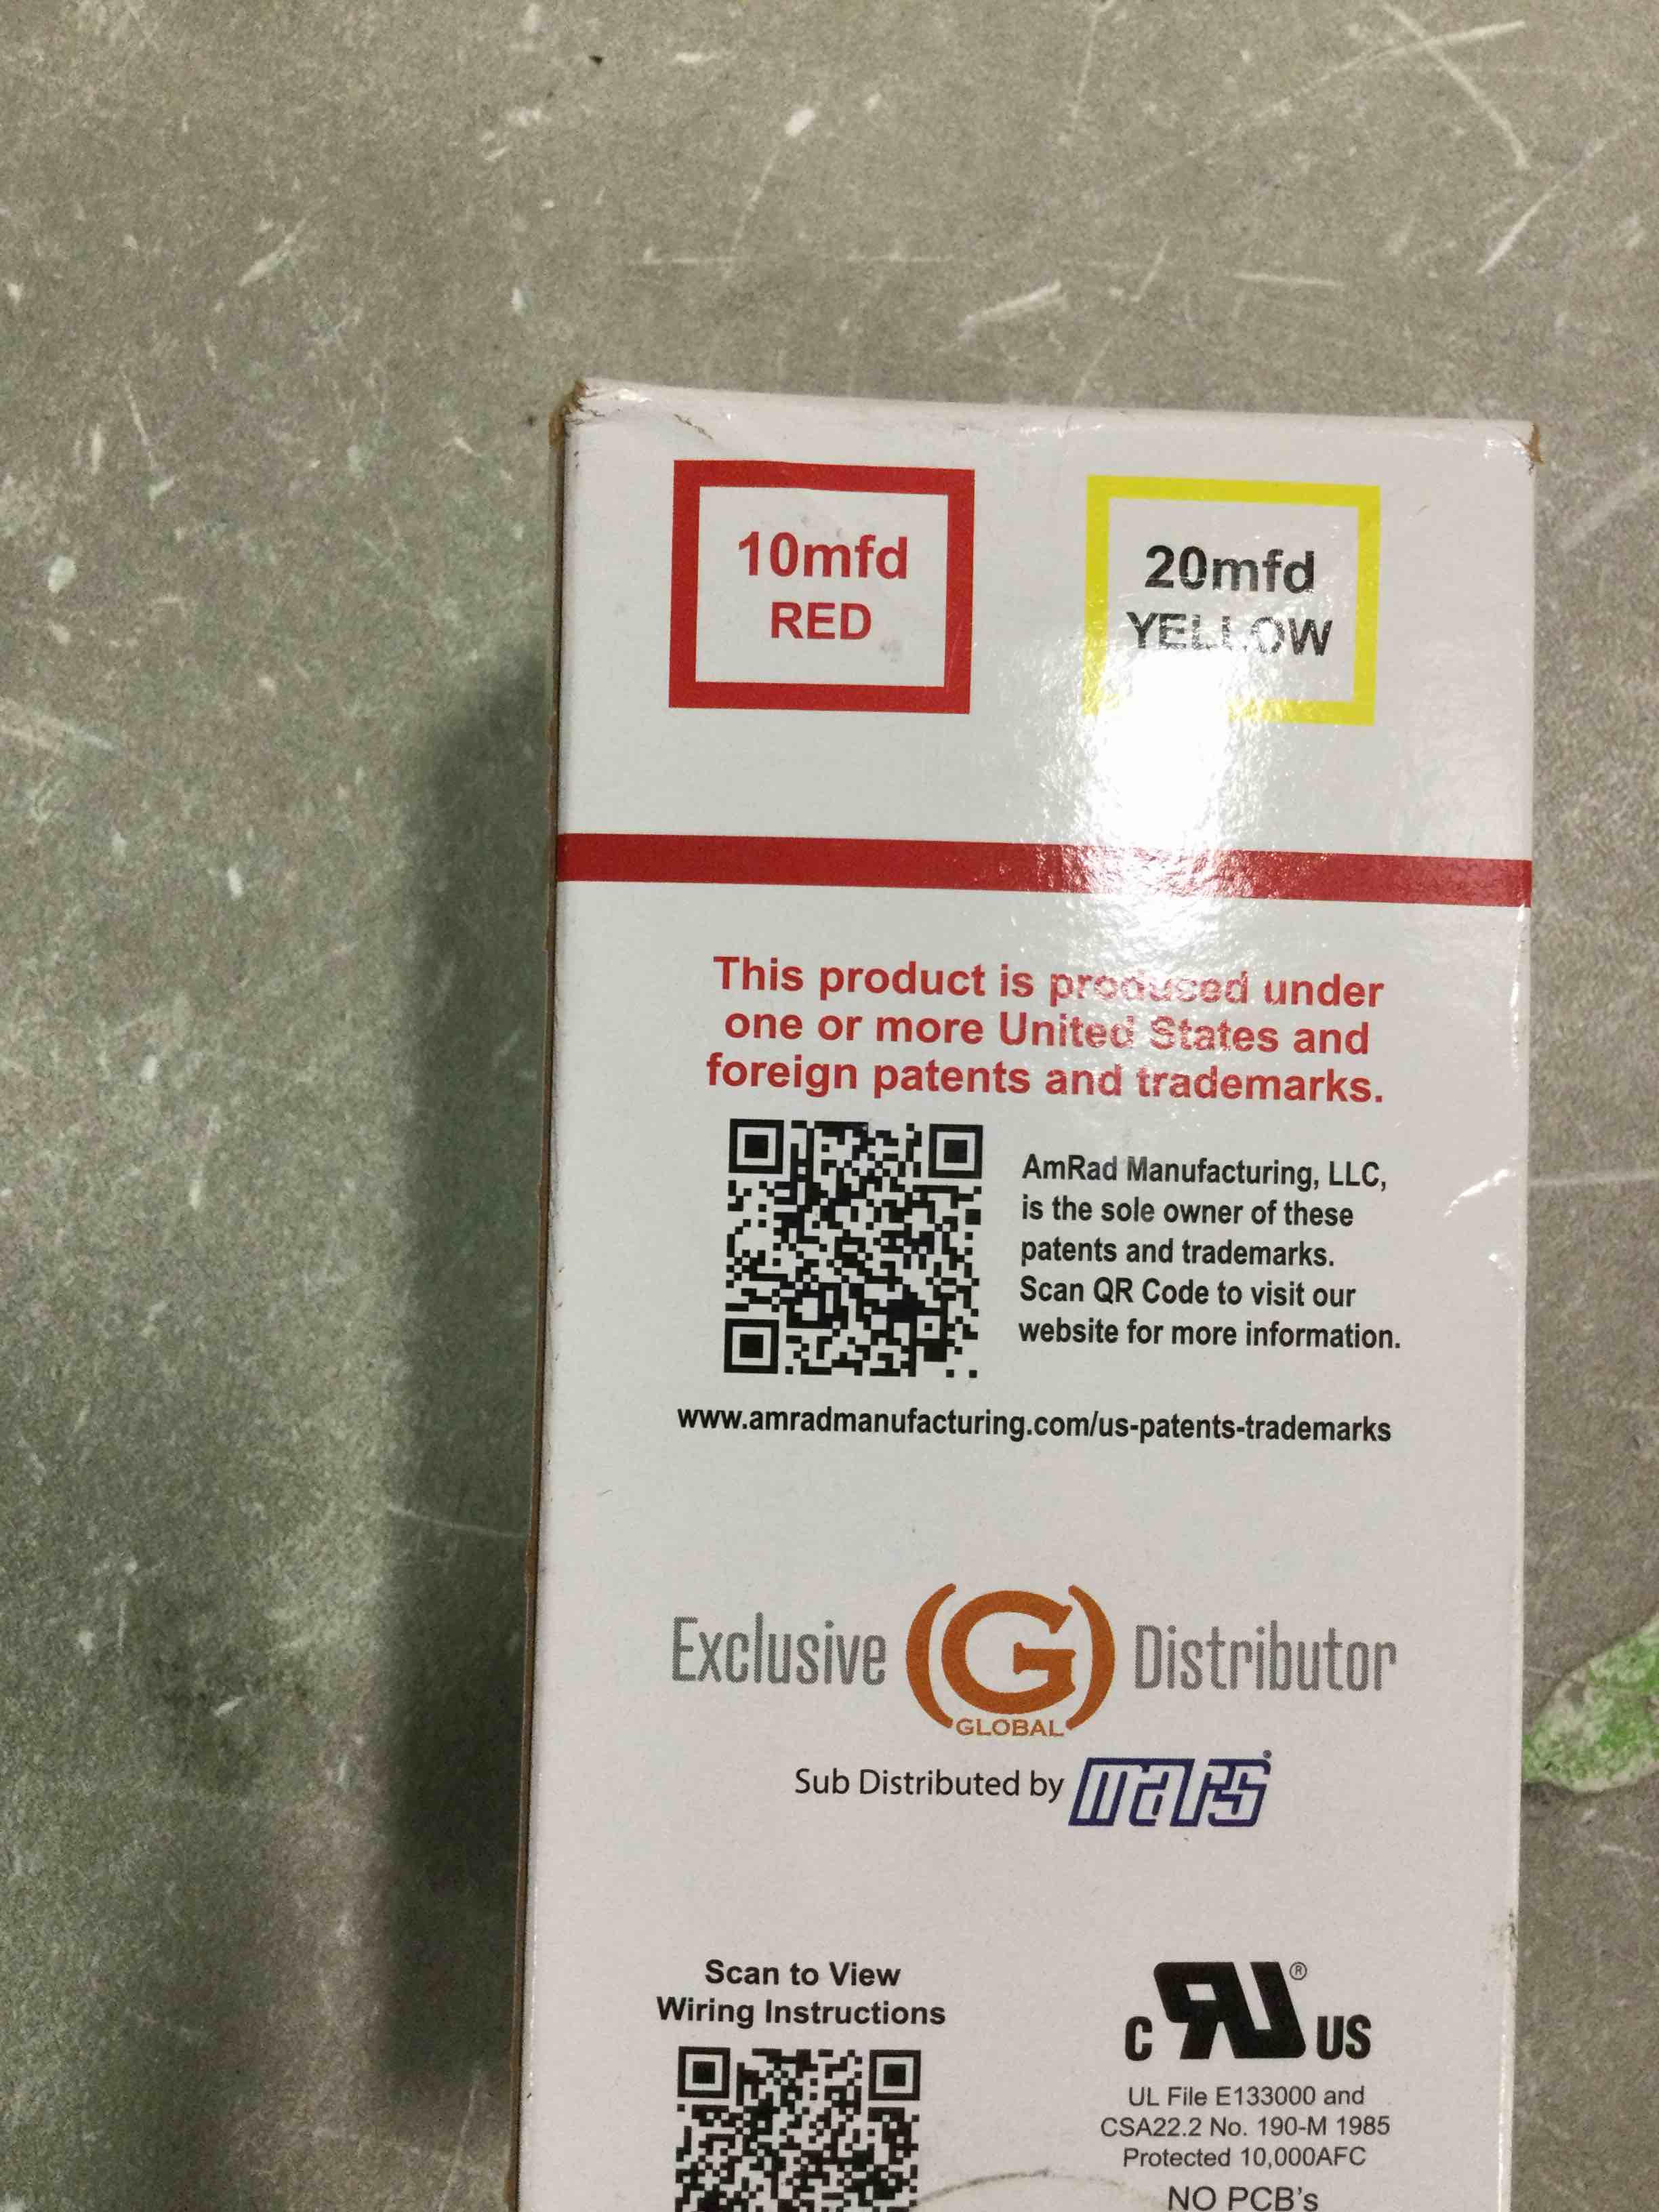 10mfd
RED
20mfd
YELLOW
This product is produced under
one or more United States and
foreign patents and trademarks.
AmRad Manufacturing, LLC,
is the sole owner of these
patents and trademarks.
Scan QR Code to visit our
website for more information.
www.amradmanufacturing.com/us-patents-trademarks
Exclusive (G) Distributor
GLOBAL
Sub Distributed by mars
Scan to View
Wiring Instructions
c RU ® US
UL File E133000 and
CSA22.2 No. 190-M 1985
Protected 10,000AFC
NO PCB's